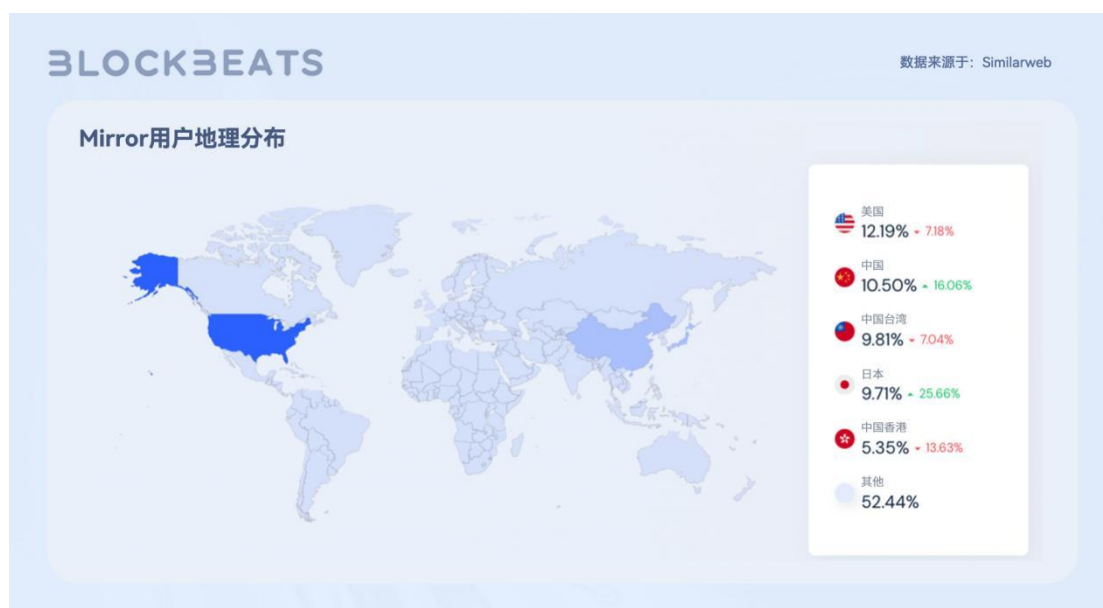 BLOCKBEATS
数据来源于：Similarweb
Mirror用户地理分布
美国
12.19% 7.18%
中国
10.50% 16.06%
中国台湾
9.81% 7.04%
日本
9.71% 25.66%
中国香港
5.35% 13.63%
其他
52.44%